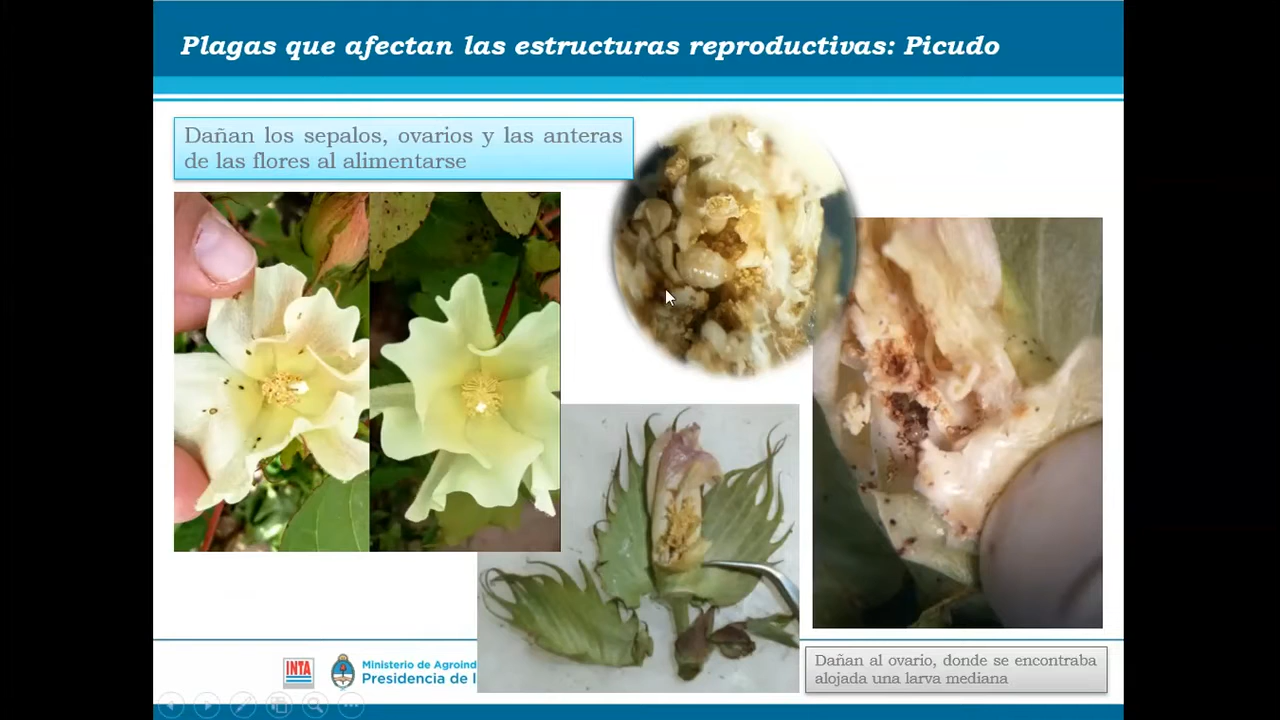 Plagas que afectan las estructuras reproductivas: Picudo
Dañan los sepalos, ovarios y las anteras
de las flores al alimentarse
INTA
Ministerio de Agroind
Presidencia de l
Dañan al ovario, donde se encontraba
alojada una larva mediana